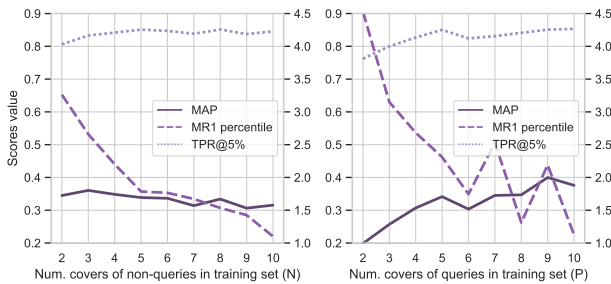 0.9 4.5 0.9 4.5
0.8 4.0 0.8 4.0
0.7 3.5 0.7 3.5
0.6 3.0 0.6 3.0
0.5 2.5 0.5 2.5
0.4 2.0 0.4 2.0
0.3 1.5 0.3 1.5
0.2 1.0 0.2 1.0
Scores value
MAP
MR1 percentile
TPR@5%
MAP
MR1 percentile
TPR@5%
2 3 4 5 6 7 8 9 10
2 3 4 5 6 7 8 9 10
Num. covers of non-queries in training set (N)
Num. covers of queries in training set (P)